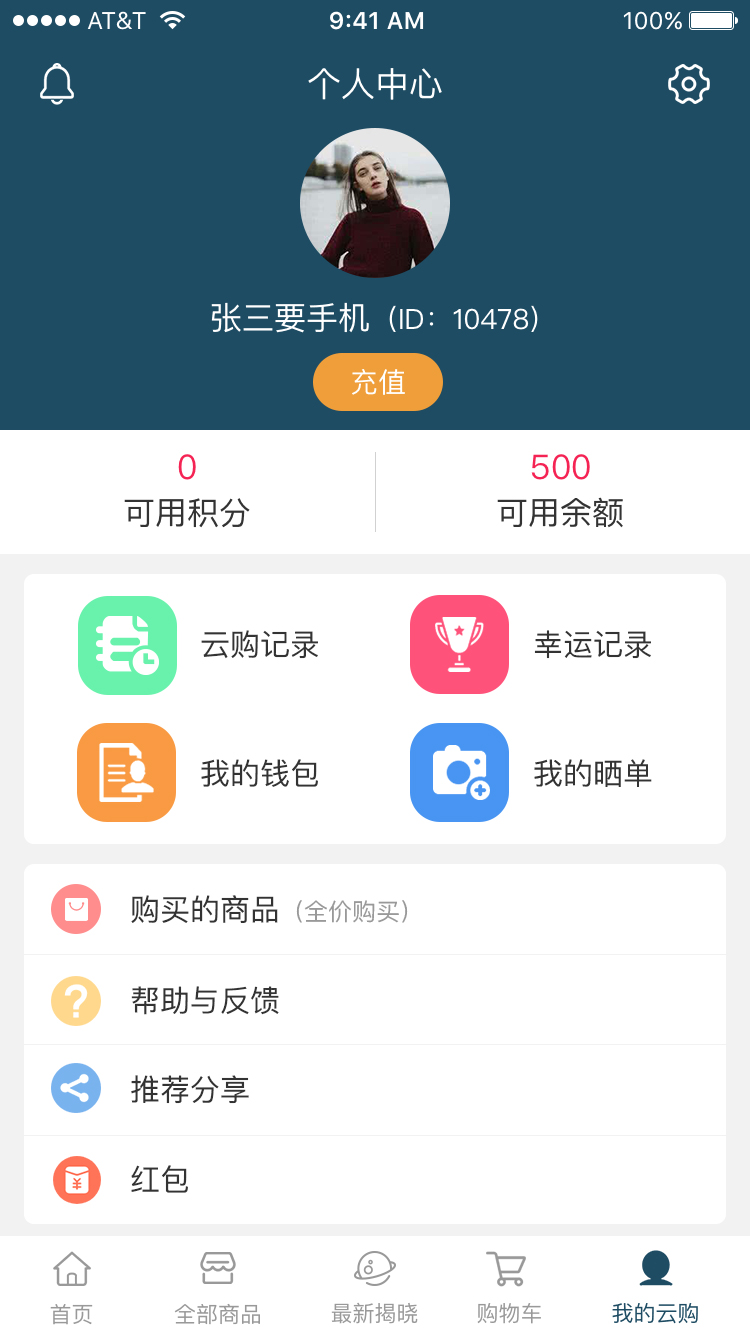 AT&T 9:41 AM 100%
个人中心
张三要手机（ID：10478）
充值
0 500
可用积分 可用余额
云购记录 幸运记录
我的钱包 我的晒单
购买的商品（全价购买）
帮助与反馈
推荐分享
红包
首页 全部商品 最新揭晓 购物车 我的云购